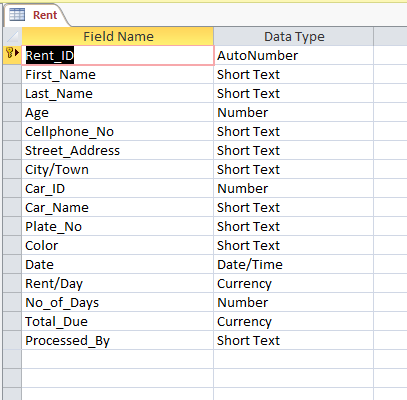 Rent
Field Name Data Type
Rent_ID AutoNumber
First_Name Short Text
Last_Name Short Text
Age Number
Cellphone_No Short Text
Street_Address Short Text
City/Town Short Text
Car_ID Number
Car_Name Short Text
Plate_No Short Text
Color Short Text
Date Date/Time
Rent/Day Currency
No_of_Days Number
Total_Due Currency
Processed_By Short Text